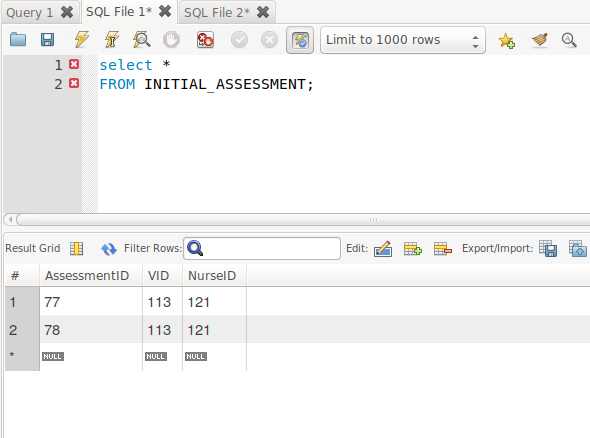 Query 1 SQL File 1* SQL File 2*
Limit to 1000 rows
1 select *
2 FROM INITIAL_ASSESSMENT;
Result Grid Filter Rows: Edit: Export/Import:
# AssessmentID VID NurseID
1 77 113 121
2 78 113 121
* NULL NULL NULL